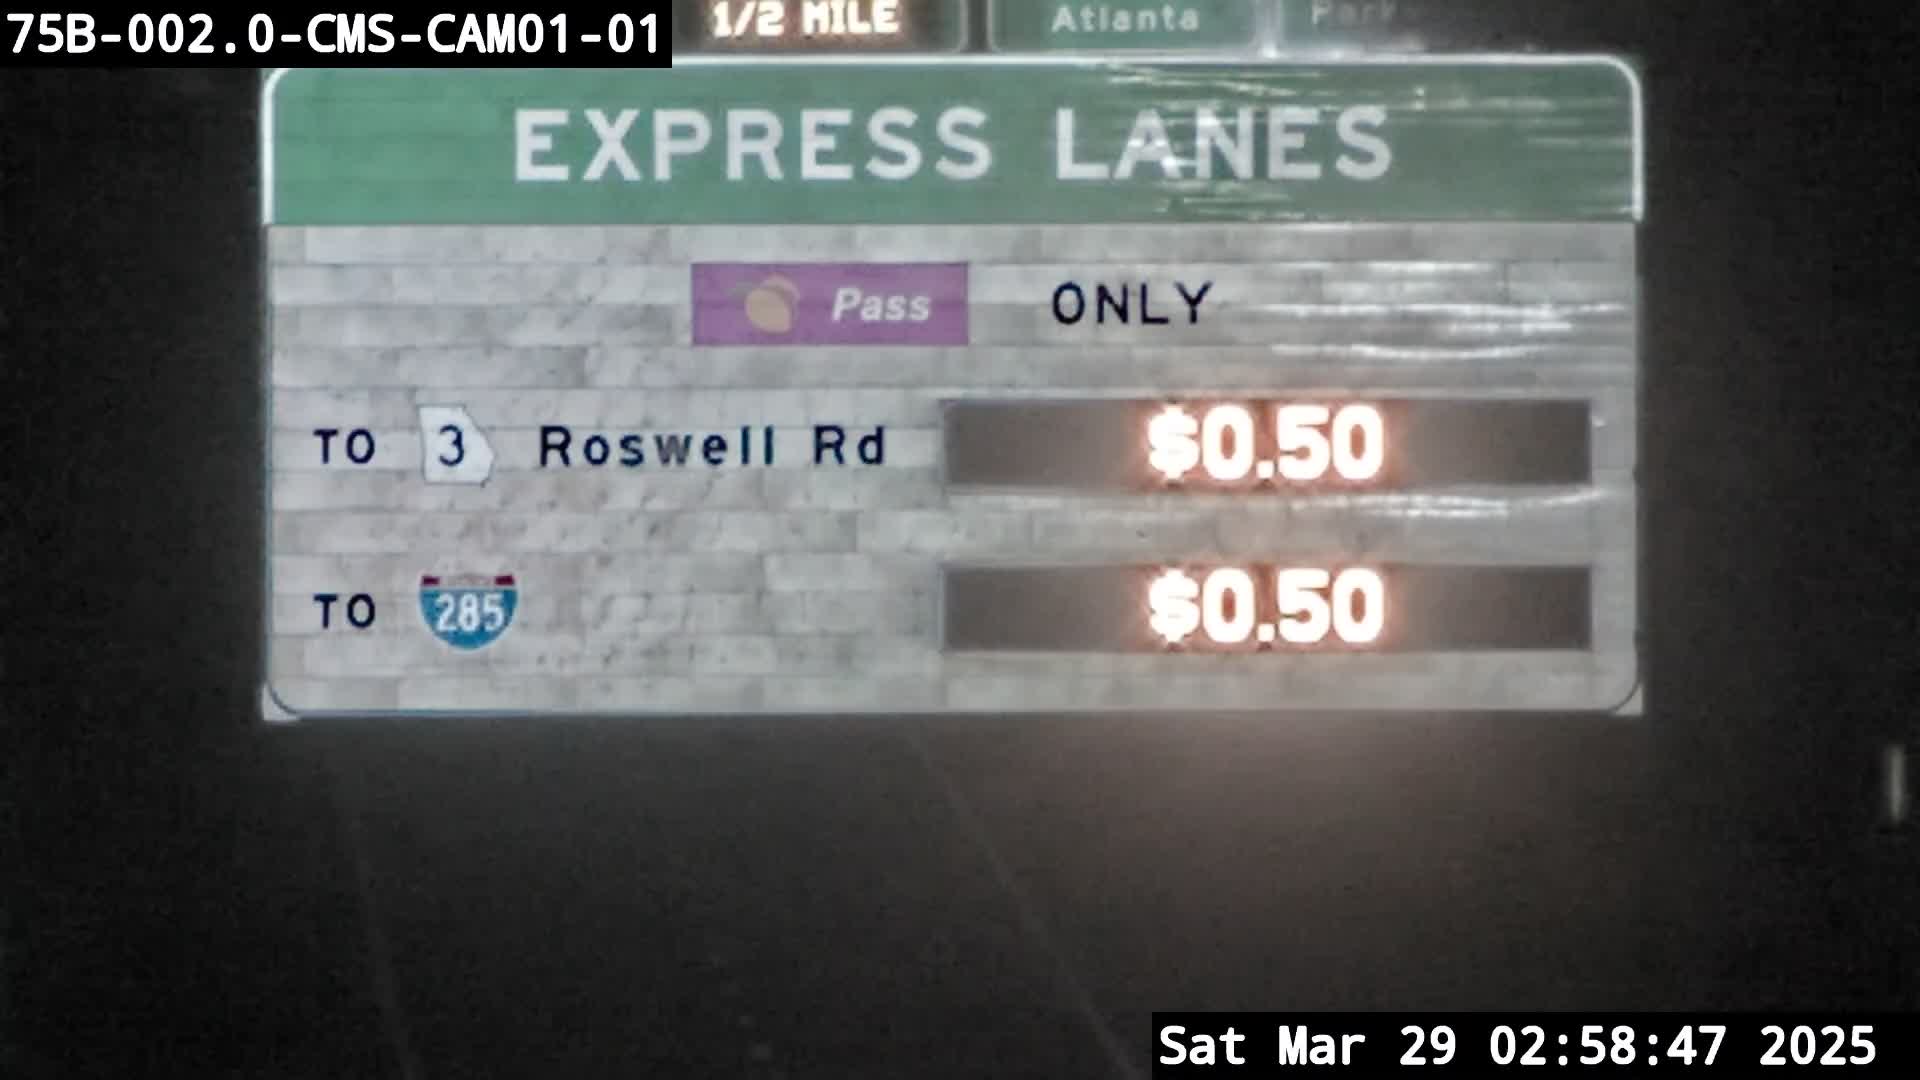 75B-002.0-CMS-CAM01-01
1/2 MILE
Atlanta
Park
EXPRESS LANES
Pass ONLY
TO 3 Roswell Rd $0.50
TO 285 $0.50
Sat Mar 29 02:58:47 2025